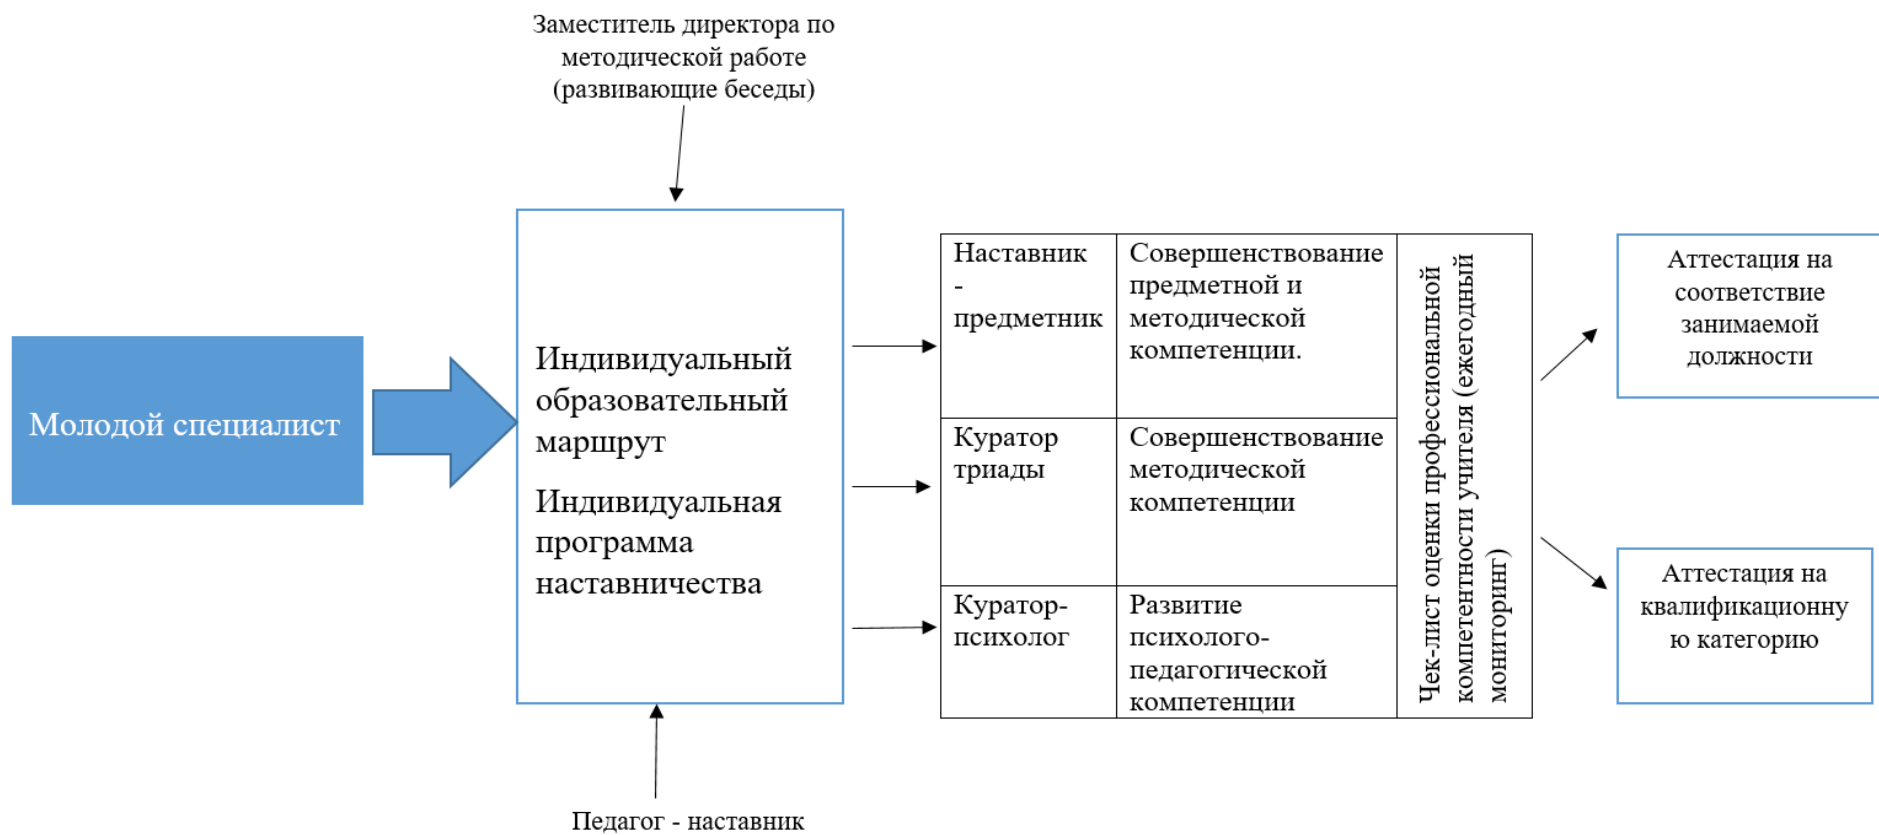 Заместитель директора по
методической работе
(развивающие беседы)
Молодой специалист
Индивидуальный
образовательный
маршрут
Индивидуальная
программа
наставничества
Педагог - наставник
Наставник
-
предметник
Совершенствование
предметной и
методической
компетенции.
Куратор
триады
Совершенствование
методической
компетенции
Куратор-
психолог
Развитие
психолого-
педагогической
компетенции
Чек-лист оценки профессиональной
компетентности учителя (ежегодный
мониторинг)
Аттестация на
соответствие
занимаемой
должности
Аттестация на
квалификационну
ю категорию